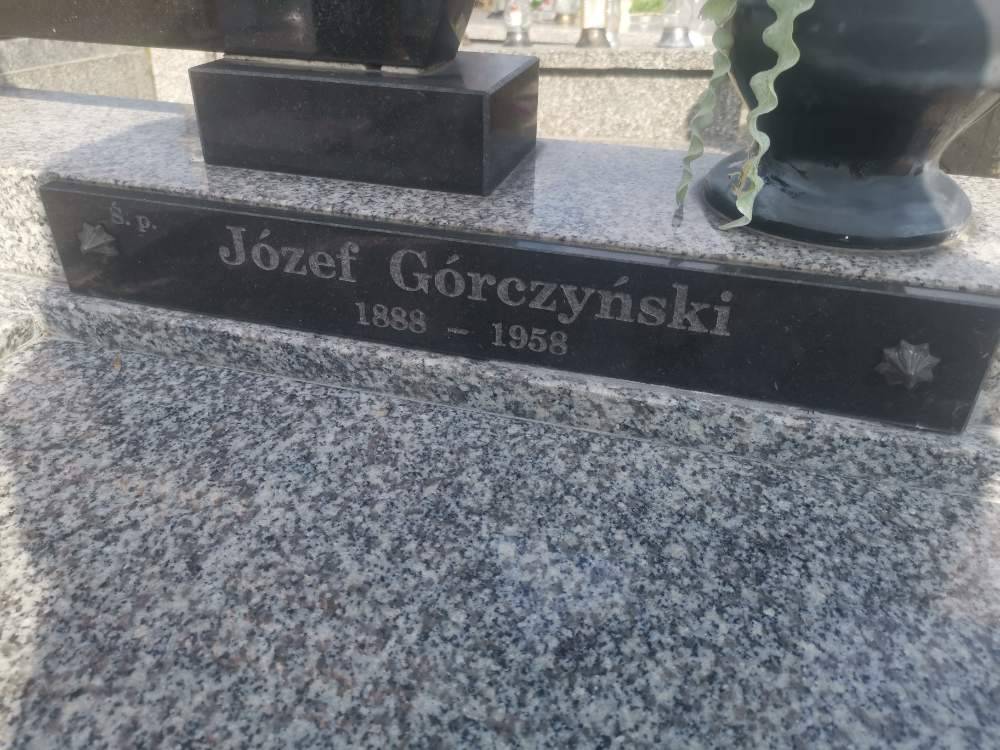 Ś. p.
Józef Górczyński
1888 – 1958